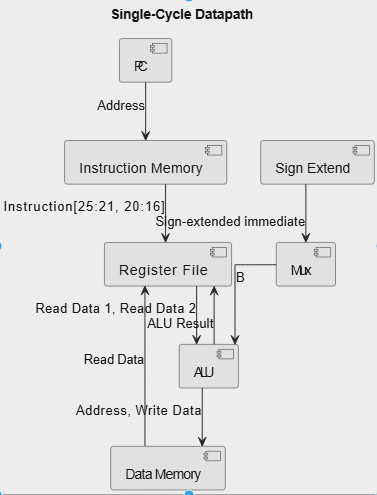 Single-Cycle Datapath
PC
Address
Instruction Memory
Sign Extend
Instruction[25:21, 20:16]
Sign-extended immediate
Register File
Mux
B
Read Data 1, Read Data 2
ALU Result
Read Data
ALU
Address, Write Data
Data Memory